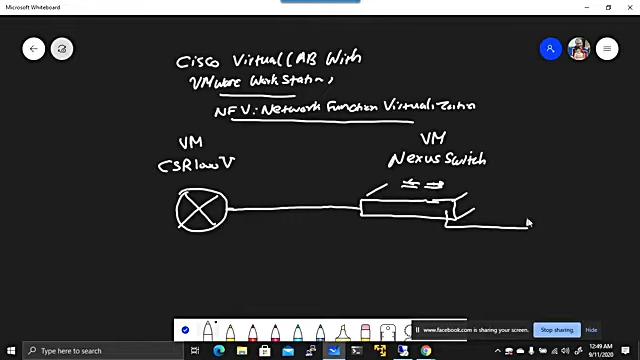 Microsoft Whiteboard
Cisco Virtual LAB With
VMware WorkStation,
NFV: Network Function Virtualization
VM
CSR1000V
VM
Nexus Switch
www.facebook.com is sharing your screen.
Stop sharing
Hide
Type here to search
12:49 AM
9/11/2020